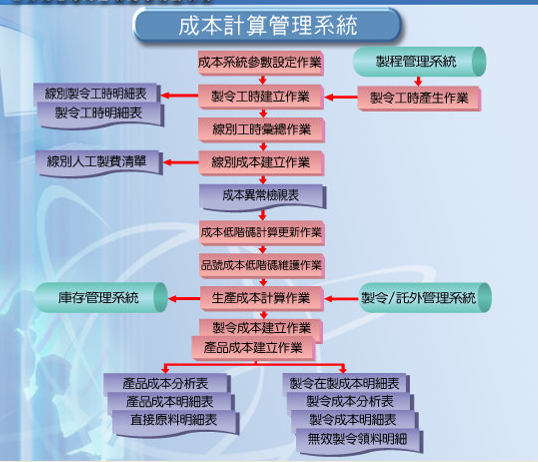 成本計算管理系統
成本系統參數設定作業
製程管理系統
線別製令工時明細表
製令工時建立作業
製令工時產生作業
製令工時明細表
線別工時彙總作業
線別人工製費清單
線別成本建立作業
成本異常檢視表
成本低階碼計算更新作業
品號成本低階碼維護作業
庫存管理系統
生產成本計算作業
製令/託外管理系統
製令成本建立作業
產品成本建立作業
產品成本分析表
產品成本明細表
直接原料明細表
製令在製成本明細表
製令成本分析表
製令成本明細表
無效製令領料明細